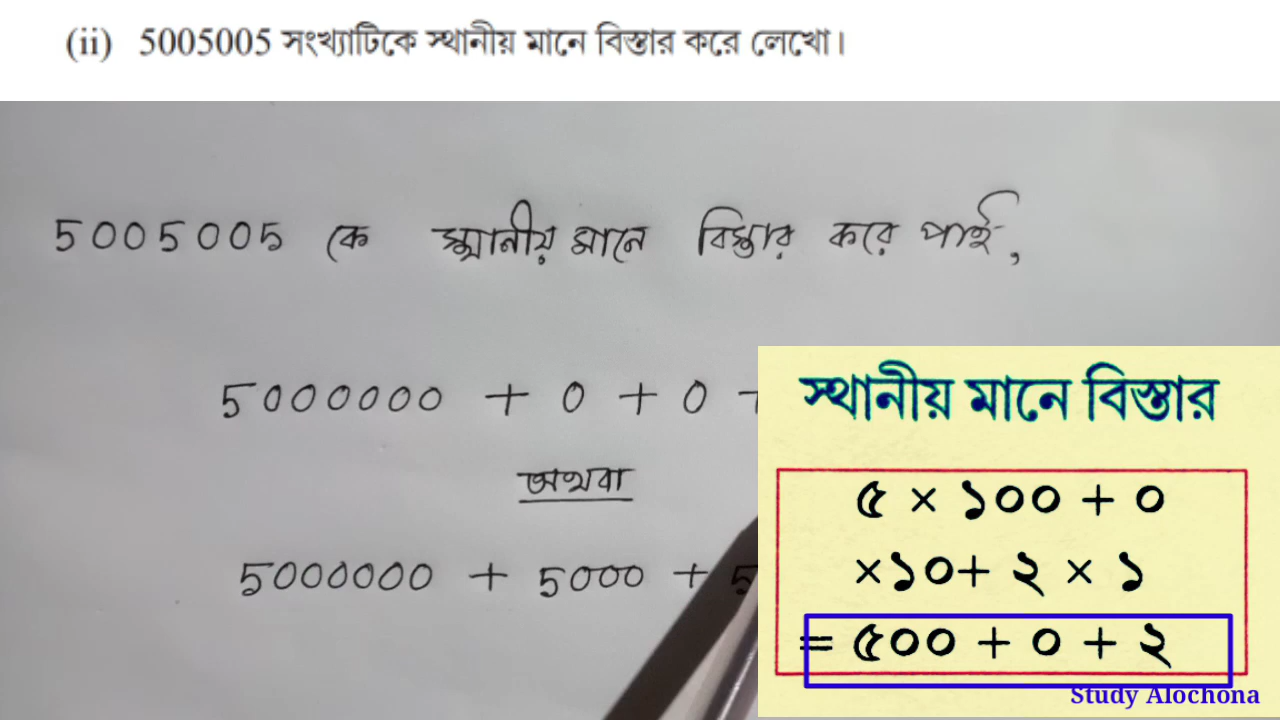 (ii) 5005005 সংখ্যাটিকে স্থানীয় মানে বিস্তার করে লেখো।
5005005 কে স্থানীয় মানে বিস্তার করে পাই,
5000000 + 0 + 0 +
অথবা
5000000 + 5000 + 5
স্থানীয় মানে বিস্তার
৫ × ১০০ + ০
×১০+ ২ × ১
= ৫০০ + ০ + ২
Study Alochona